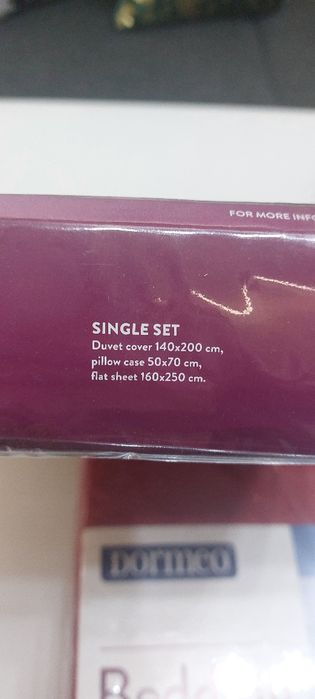 FOR MORE INFO
SINGLE SET
Duvet cover 140x200 cm,
pillow case 50x70 cm,
flat sheet 160x250 cm.
DORMEO